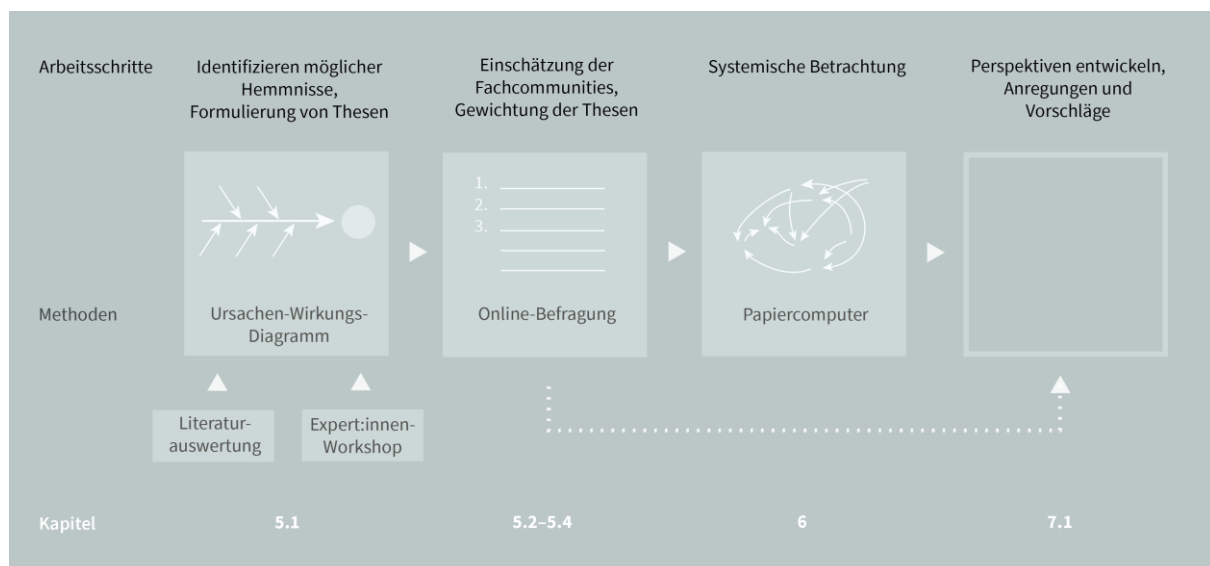 Arbeitsschritte
Identifizieren möglicher
Hemmnisse,
Formulierung von Thesen
Einschätzung der
Fachcommunities,
Gewichtung der Thesen
Systemische Betrachtung
Perspektiven entwickeln,
Anregungen und
Vorschläge
Methoden
Ursachen-Wirkungs-
Diagramm
1.
2.
3.
Online-Befragung
Papiercomputer
Literatur-
auswertung
Expert:innen-
Workshop
Kapitel
5.1
5.2–5.4
6
7.1